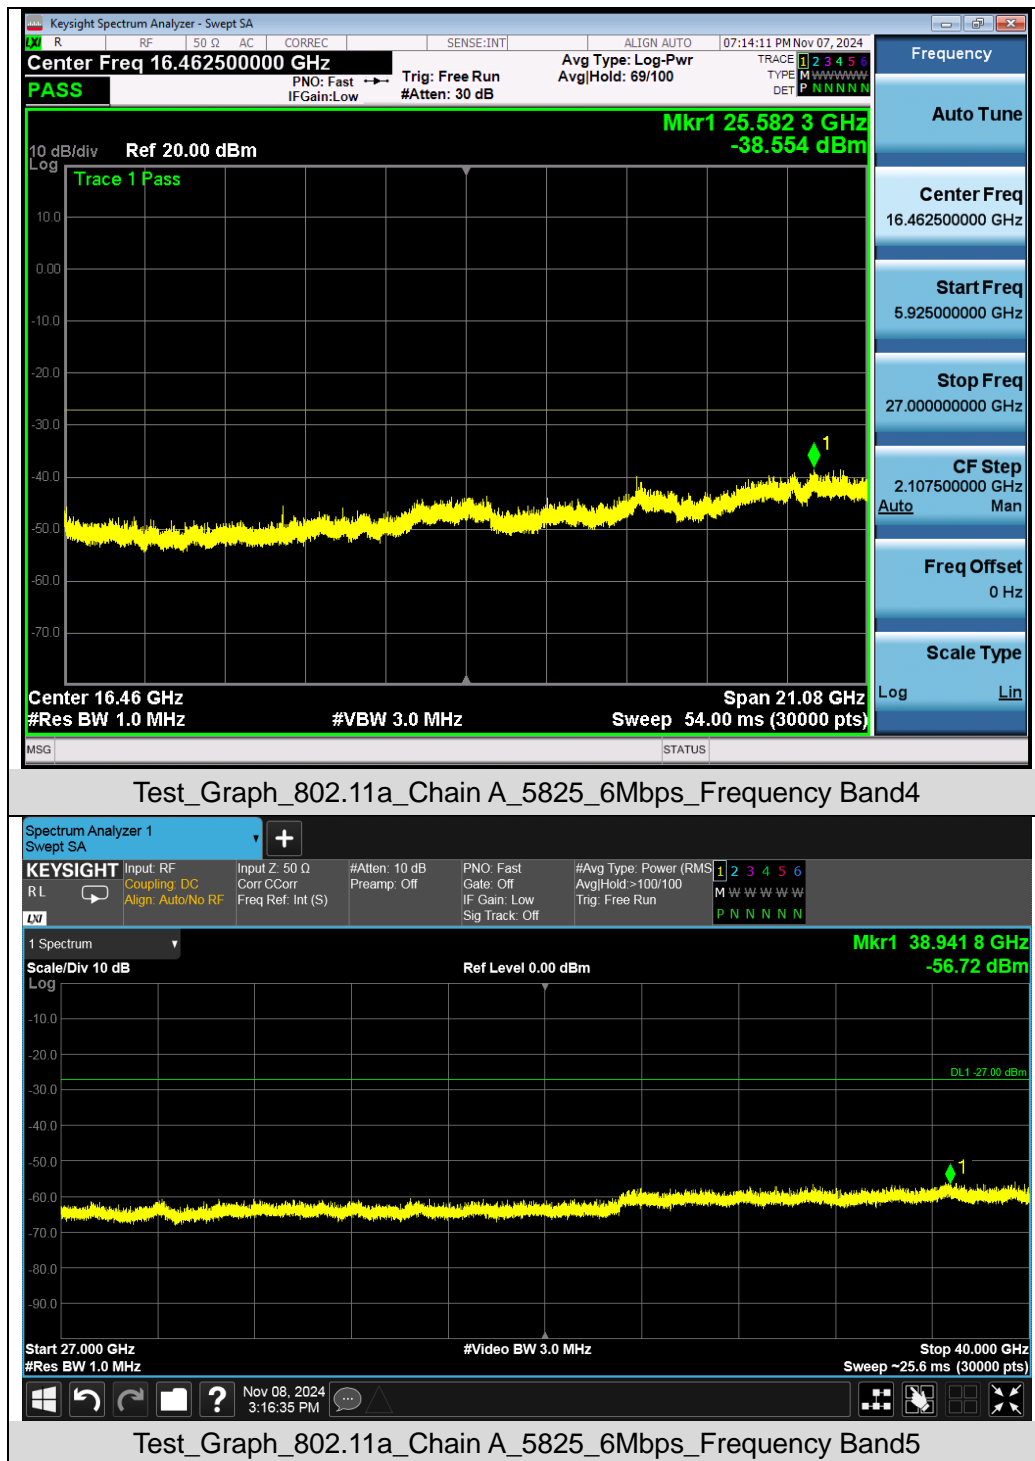 Keysight Spectrum Analyzer - Swept SA
LXI R RF 50 Ω AC CORREC SENSE:INT ALIGN AUTO 07:14:11 PM Nov 07, 2024
Center Freq 16.462500000 GHz
PNO: Fast
IFGain:Low
Trig: Free Run
#Atten: 30 dB
Avg Type: Log-Pwr
Avg|Hold: 69/100
TRACE 1 2 3 4 5 6
TYPE M W W W W W
DET P N N N N N
PASS
Mkr1 25.582 3 GHz
-38.554 dBm
10 dB/div Ref 20.00 dBm
Log
Trace 1 Pass
10.0
0.00
-10.0
-20.0
-30.0
-40.0
-50.0
-60.0
-70.0
1
Center 16.46 GHz Span 21.08 GHz
#Res BW 1.0 MHz #VBW 3.0 MHz Sweep 54.00 ms (30000 pts)
MSG STATUS
Frequency
Auto Tune
Center Freq
16.462500000 GHz
Start Freq
5.925000000 GHz
Stop Freq
27.000000000 GHz
CF Step
2.107500000 GHz
Auto Man
Freq Offset
0 Hz
Scale Type
Log Lin
Test_Graph_802.11a_Chain A_5825_6Mbps_Frequency Band4
Spectrum Analyzer 1
Swept SA
KEYSIGHT
RL
LXI
Input: RF
Coupling: DC
Align: Auto/No RF
Input Z: 50 Ω
Corr CCorr
Freq Ref: Int (S)
#Atten: 10 dB
Preamp: Off
PNO: Fast
Gate: Off
IF Gain: Low
Sig Track: Off
#Avg Type: Power (RMS
Avg|Hold:>100/100
Trig: Free Run
1 2 3 4 5 6
M W W W W W
P N N N N N
1 Spectrum
Mkr1 38.941 8 GHz
-56.72 dBm
Scale/Div 10 dB Ref Level 0.00 dBm
Log
-10.0
-20.0
DL1 -27.00 dBm
-30.0
-40.0
-50.0
1
-60.0
-70.0
-80.0
-90.0
Start 27.000 GHz #Video BW 3.0 MHz Stop 40.000 GHz
#Res BW 1.0 MHz Sweep ~25.6 ms (30000 pts)
Nov 08, 2024
3:16:35 PM
Test_Graph_802.11a_Chain A_5825_6Mbps_Frequency Band5